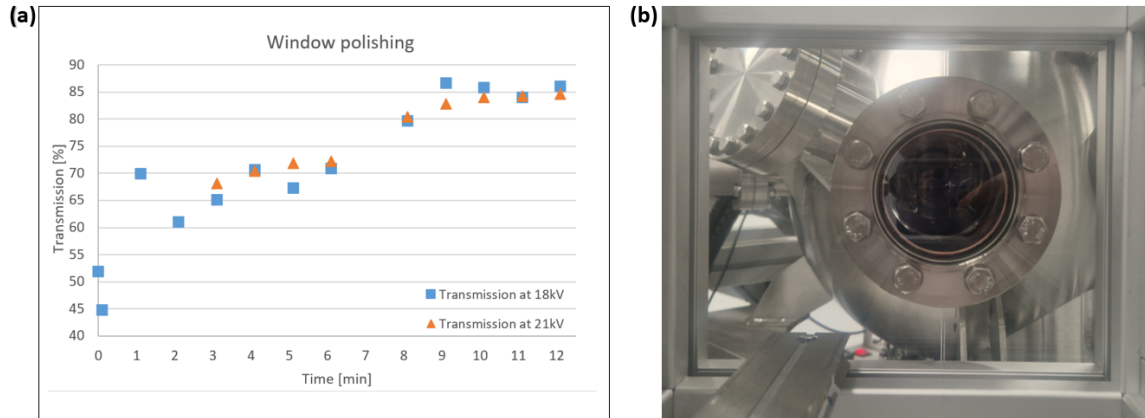 (a)
Window polishing
90
85
80
75
70
65
60
55
50
45
40
Transmission [%]
Transmission at 18kV
Transmission at 21kV
0 1 2 3 4 5 6 7 8 9 10 11 12
Time [min]
(b)